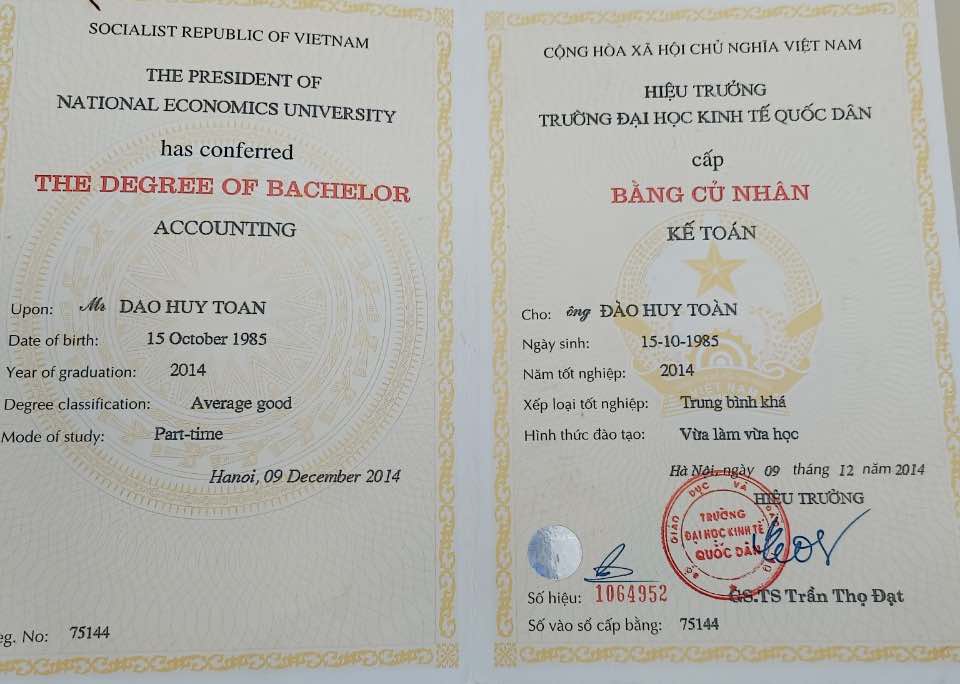 SOCIALIST REPUBLIC OF VIETNAM
THE PRESIDENT OF
NATIONAL ECONOMICS UNIVERSITY
has conferred
THE DEGREE OF BACHELOR
ACCOUNTING
Upon: Mr DAO HUY TOAN
Date of birth: 15 October 1985
Year of graduation: 2014
Degree classification: Average good
Mode of study: Part-time
Hanoi, 09 December 2014
eg. No: 75144
CỘNG HÒA XÃ HỘI CHỦ NGHĨA VIỆT NAM
HIỆU TRƯỞNG
TRƯỜNG ĐẠI HỌC KINH TẾ QUỐC DÂN
cấp
BẰNG CỬ NHÂN
KẾ TOÁN
Cho: ông ĐÀO HUY TOÀN
Ngày sinh: 15-10-1985
Năm tốt nghiệp: 2014
Xếp loại tốt nghiệp: Trung bình khá
Hình thức đào tạo: Vừa làm vừa học
VIET NAM
Hà Nội, ngày 09 tháng 12 năm 2014
HIỆU TRƯỞNG
GIÁO DỤC VÀ
TRƯỜNG
ĐẠI HỌC KINH TẾ
QUỐC DÂN
GS.TS Trần Thọ Đạt
Số hiệu: 1064952
Số vào sổ cấp bằng: 75144